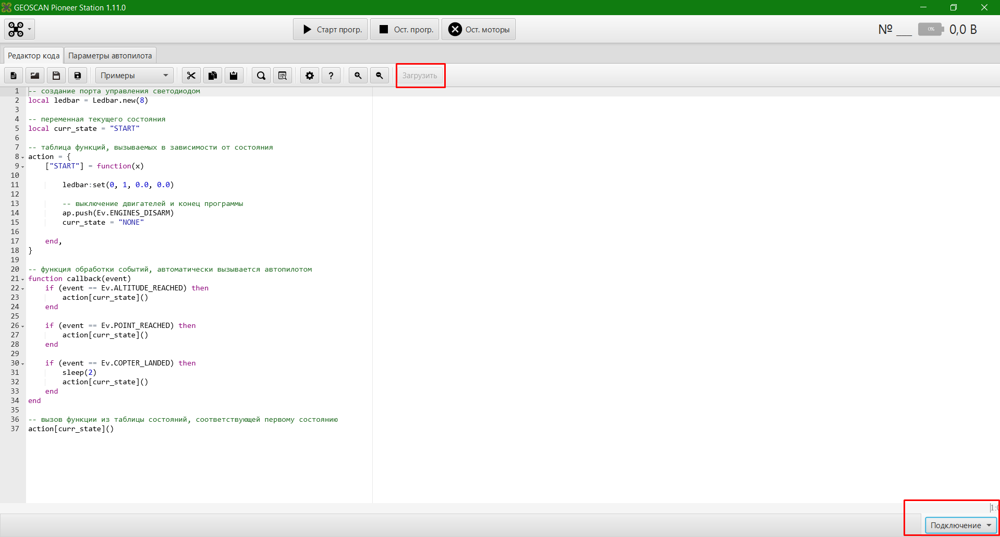 GEOSCAN Pioneer Station 1.11.0
Старт прогр. Ост. прогр. Ост. моторы № ___ 0% 0,0 В
Редактор кода Параметры автопилота
Примеры ? Загрузить
1 -- создание порта управления светодиодом
2 local ledbar = Ledbar.new(8)
3
4 -- переменная текущего состояния
5 local curr_state = "START"
6
7 -- таблица функций, вызываемых в зависимости от состояния
8 action = {
9 ["START"] = function(x)
10
11 ledbar:set(0, 1, 0.0, 0.0)
12
13 -- выключение двигателей и конец программы
14 ap.push(Ev.ENGINES_DISARM)
15 curr_state = "NONE"
16
17 end,
18 }
19
20 -- функция обработки событий, автоматически вызывается автопилотом
21 function callback(event)
22 if (event == Ev.ALTITUDE_REACHED) then
23 action[curr_state]()
24 end
25
26 if (event == Ev.POINT_REACHED) then
27 action[curr_state]()
28 end
29
30 if (event == Ev.COPTER_LANDED) then
31 sleep(2)
32 action[curr_state]()
33 end
34 end
35
36 -- вызов функции из таблицы состояний, соответствующей первому состоянию
37 action[curr_state]()
Подключение